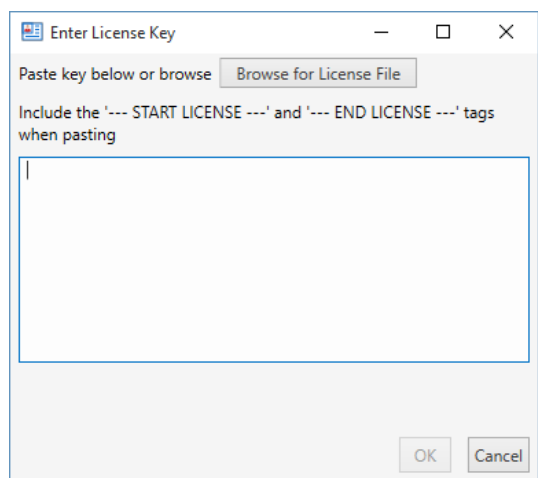 Enter License Key
Paste key below or browse Browse for License File
Include the '--- START LICENSE ---' and '--- END LICENSE ---' tags
when pasting
OK Cancel